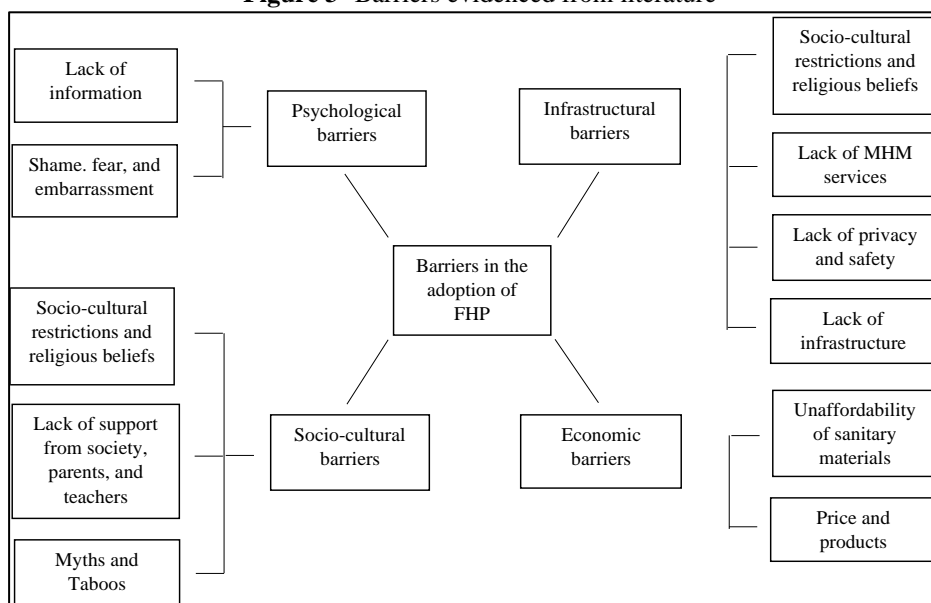 Figure 3- Barriers evidenced from literature
Lack of
information
Shame. fear, and
embarrassment
Psychological
barriers
Infrastructural
barriers
Socio-cultural
restrictions and
religious beliefs
Lack of MHM
services
Lack of privacy
and safety
Lack of
infrastructure
Barriers in the
adoption of
FHP
Socio-cultural
restrictions and
religious beliefs
Lack of support
from society,
parents, and
teachers
Myths and
Taboos
Socio-cultural
barriers
Economic
barriers
Unaffordability
of sanitary
materials
Price and
products